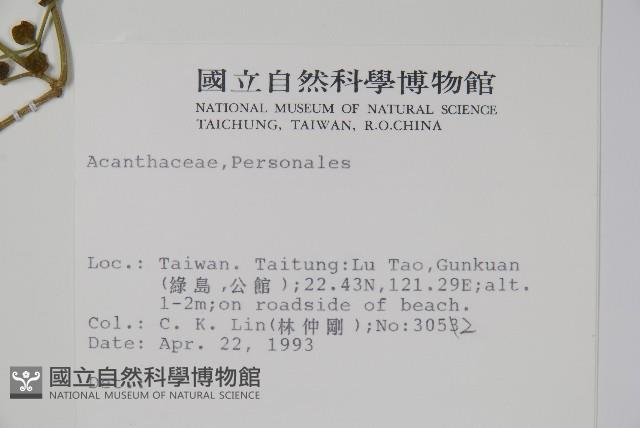 國立自然科學博物館
NATIONAL MUSEUM OF NATURAL SCIENCE
TAICHUNG, TAIWAN, R.O.CHINA
Acanthaceae,Personales
Loc.: Taiwan. Taitung:Lu Tao,Gunkuan
(綠島,公館);22.43N,121.29E;alt.
1-2m;on roadside of beach.
Col.: C. K. Lin(林仲剛);No:305
Date: Apr. 22, 1993
國立自然科學博物館
NATIONAL MUSEUM OF NATURAL SCIENCE